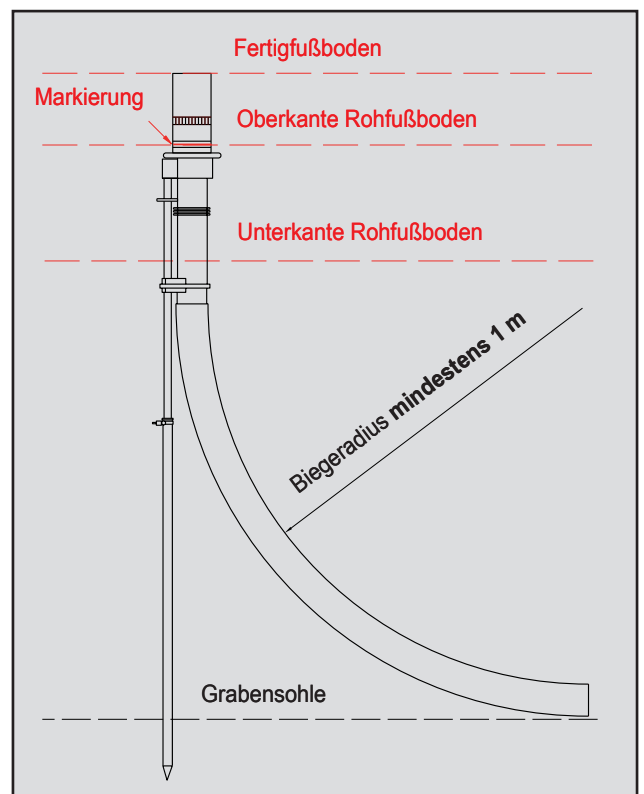 Fertigfußboden
Markierung
Oberkante Rohfußboden
Unterkante Rohfußboden
Biegeradius mindestens 1 m
Grabensohle